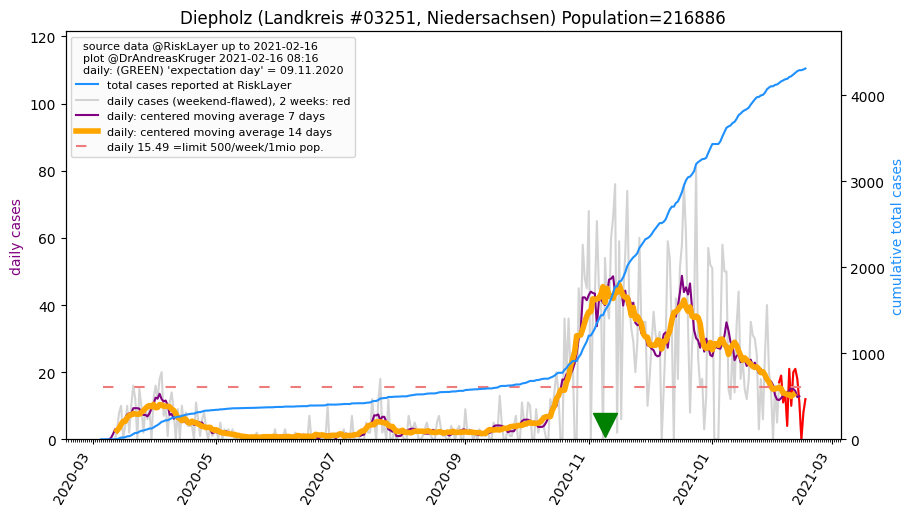 Diepholz (Landkreis #03251, Niedersachsen) Population=216886
source data @RiskLayer up to 2021-02-16
plot @DrAndreasKruger 2021-02-16 08:16
daily: (GREEN) 'expectation day' = 09.11.2020
total cases reported at RiskLayer
daily cases (weekend-flawed), 2 weeks: red
daily: centered moving average 7 days
daily: centered moving average 14 days
daily 15.49 =limit 500/week/1mio pop.
daily cases
120
100
80
60
40
20
0
cumulative total cases
4000
3000
2000
1000
0
2020-03
2020-05
2020-07
2020-09
2020-11
2021-01
2021-03